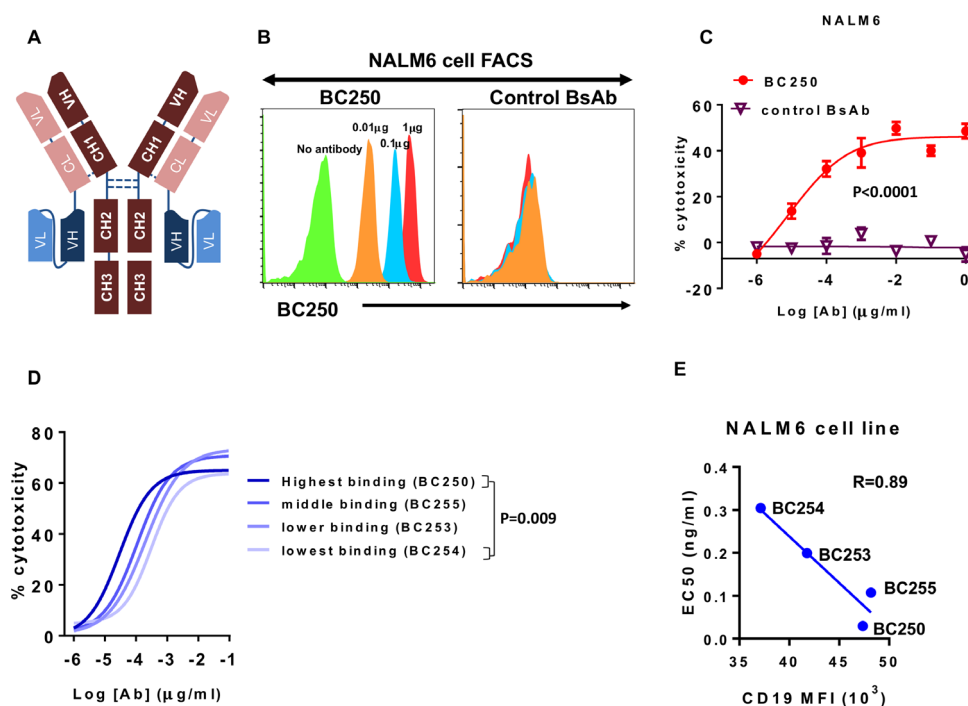 A
VL
VH
VH
VL
CL
CH1
CH1
CL
VL
VH
CH2
CH2
VH
VL
CH3
CH3
B
NALM6 cell FACS
BC250
Control BsAb
No antibody
0.01µg
0.1µg
1µg
BC250
NALM6
C
BC250
control BsAb
% cytotoxicity
60
40
20
0
-20
P<0.0001
-6
-4
-2
0
Log [Ab] (µg/ml)
D
% cytotoxicity
80
60
40
20
0
-6
-5
-4
-3
-2
-1
Log [Ab] (µg/ml)
Highest binding (BC250)
middle binding (BC255)
lower binding (BC253)
lowest binding (BC254)
P=0.009
E
NALM6 cell line
EC50 (ng/ml)
0.4
0.3
0.2
0.1
0.0
R=0.89
BC254
BC253
BC255
BC250
35
40
45
50
CD19 MFI (10³)